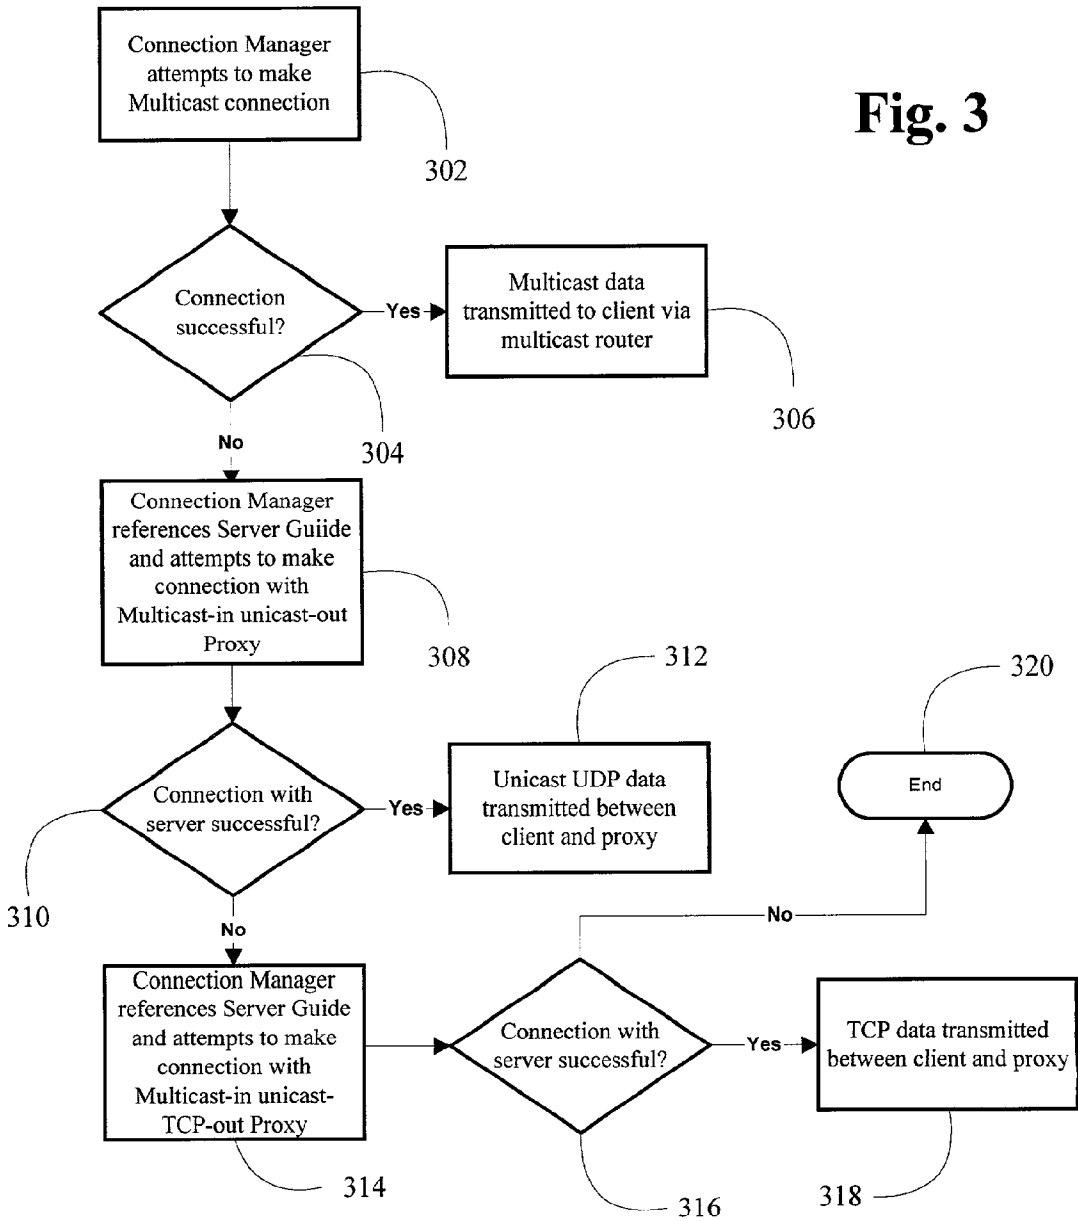 Connection Manager
attempts to make
Multicast connection
Fig. 3
302
Connection
successful?
Yes
Multicast data
transmitted to client via
multicast router
304
306
No
Connection Manager
references Server Guiide
and attempts to make
connection with
Multicast-in unicast-out
Proxy
308
312
320
Connection with
server successful?
Yes
Unicast UDP data
transmitted between
client and proxy
End
310
No
No
Connection Manager
references Server Guide
and attempts to make
connection with
Multicast-in unicast-
TCP-out Proxy
Connection with
server successful?
Yes
TCP data transmitted
between client and proxy
314
316
318